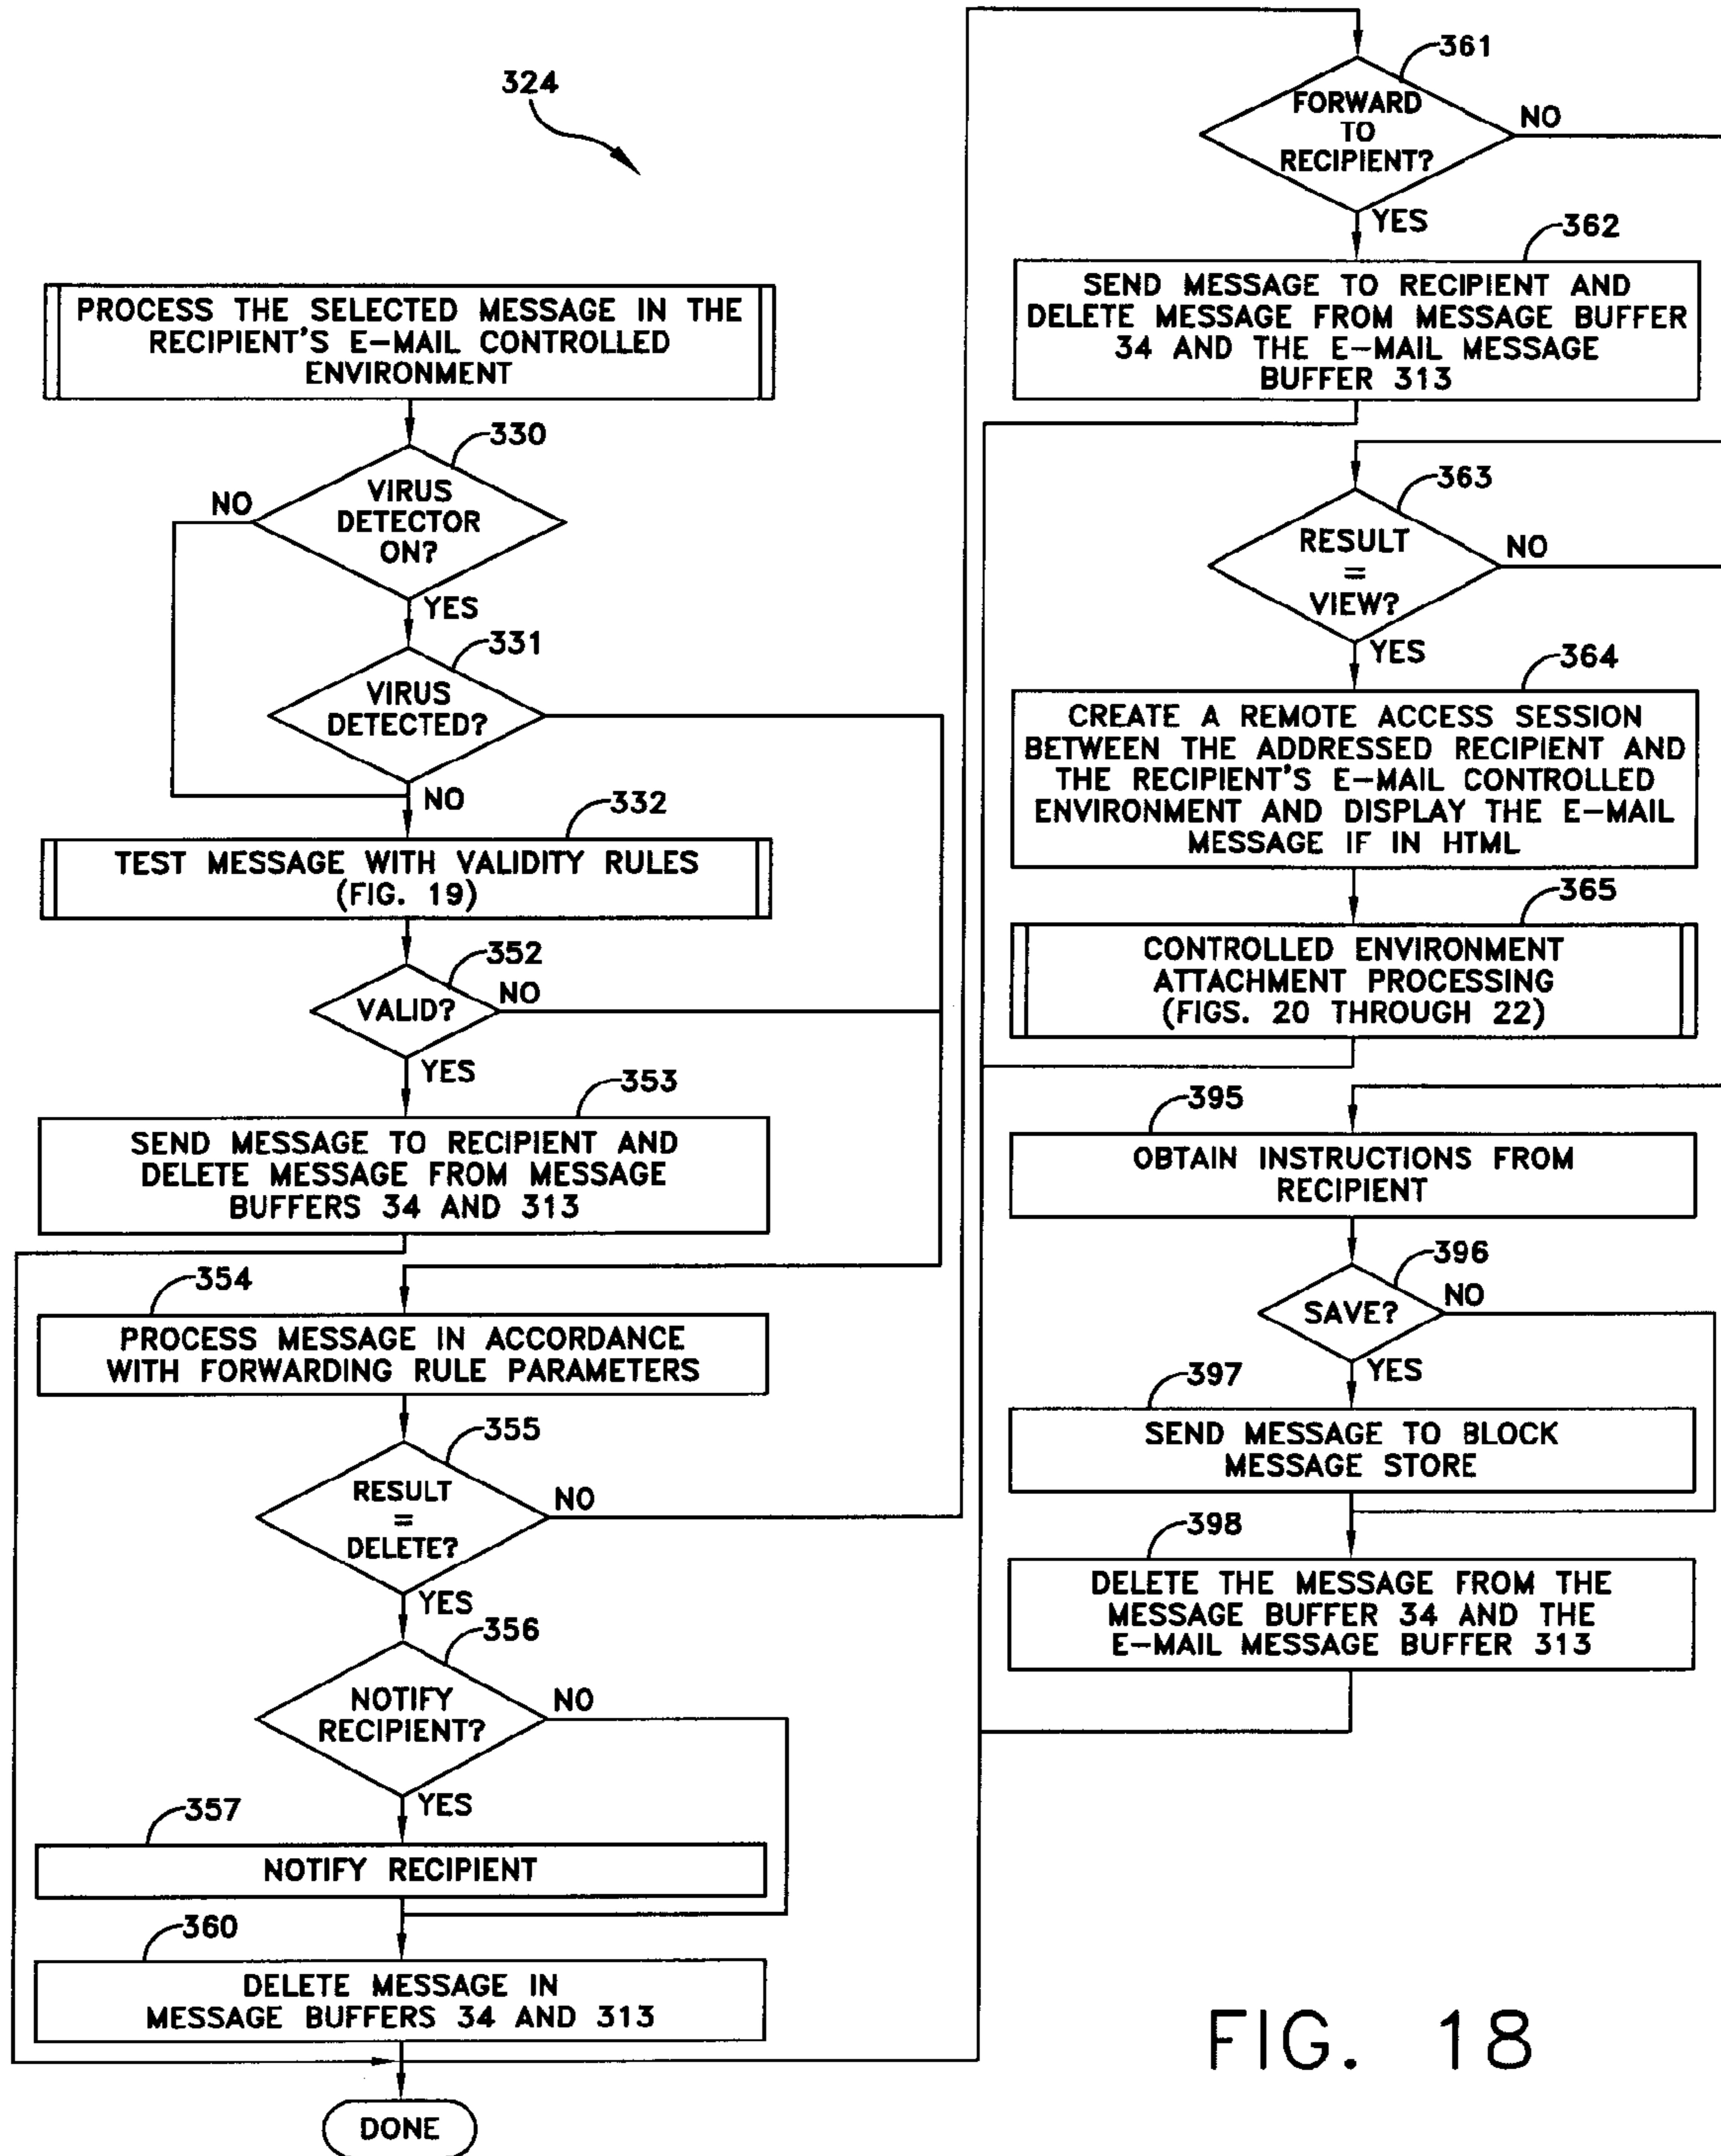 324
PROCESS THE SELECTED MESSAGE IN THE
RECIPIENT'S E-MAIL CONTROLLED
ENVIRONMENT
330
VIRUS
DETECTOR
ON?
NO
YES
331
VIRUS
DETECTED?
NO
332
TEST MESSAGE WITH VALIDITY RULES
(FIG. 19)
352
VALID?
NO
YES
353
SEND MESSAGE TO RECIPIENT AND
DELETE MESSAGE FROM MESSAGE
BUFFERS 34 AND 313
354
PROCESS MESSAGE IN ACCORDANCE
WITH FORWARDING RULE PARAMETERS
355
RESULT
=
DELETE?
NO
YES
356
NOTIFY
RECIPIENT?
NO
YES
357
NOTIFY RECIPIENT
360
DELETE MESSAGE IN
MESSAGE BUFFERS 34 AND 313
DONE
361
FORWARD
TO
RECIPIENT?
NO
YES
362
SEND MESSAGE TO RECIPIENT AND
DELETE MESSAGE FROM MESSAGE BUFFER
34 AND THE E-MAIL MESSAGE
BUFFER 313
363
RESULT
=
VIEW?
NO
YES
364
CREATE A REMOTE ACCESS SESSION
BETWEEN THE ADDRESSED RECIPIENT AND
THE RECIPIENT'S E-MAIL CONTROLLED
ENVIRONMENT AND DISPLAY THE E-MAIL
MESSAGE IF IN HTML
365
CONTROLLED ENVIRONMENT
ATTACHMENT PROCESSING
(FIGS. 20 THROUGH 22)
395
OBTAIN INSTRUCTIONS FROM
RECIPIENT
396
SAVE?
NO
YES
397
SEND MESSAGE TO BLOCK
MESSAGE STORE
398
DELETE THE MESSAGE FROM THE
MESSAGE BUFFER 34 AND THE
E-MAIL MESSAGE BUFFER 313
FIG. 18